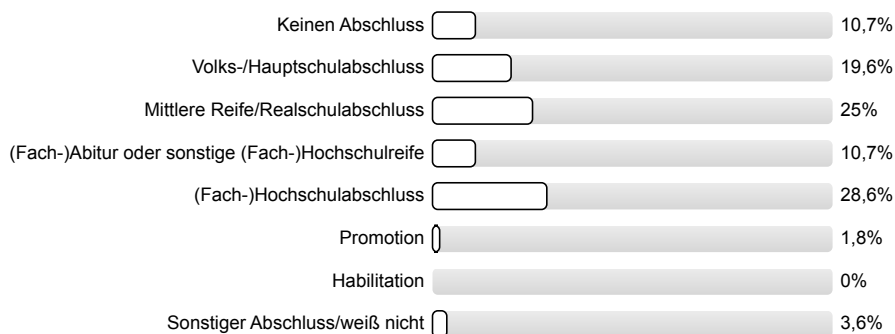 Keinen Abschluss 10,7%
Volks-/Hauptschulabschluss 19,6%
Mittlere Reife/Realschulabschluss 25%
(Fach-)Abitur oder sonstige (Fach-)Hochschulreife 10,7%
(Fach-)Hochschulabschluss 28,6%
Promotion 1,8%
Habilitation 0%
Sonstiger Abschluss/weiß nicht 3,6%